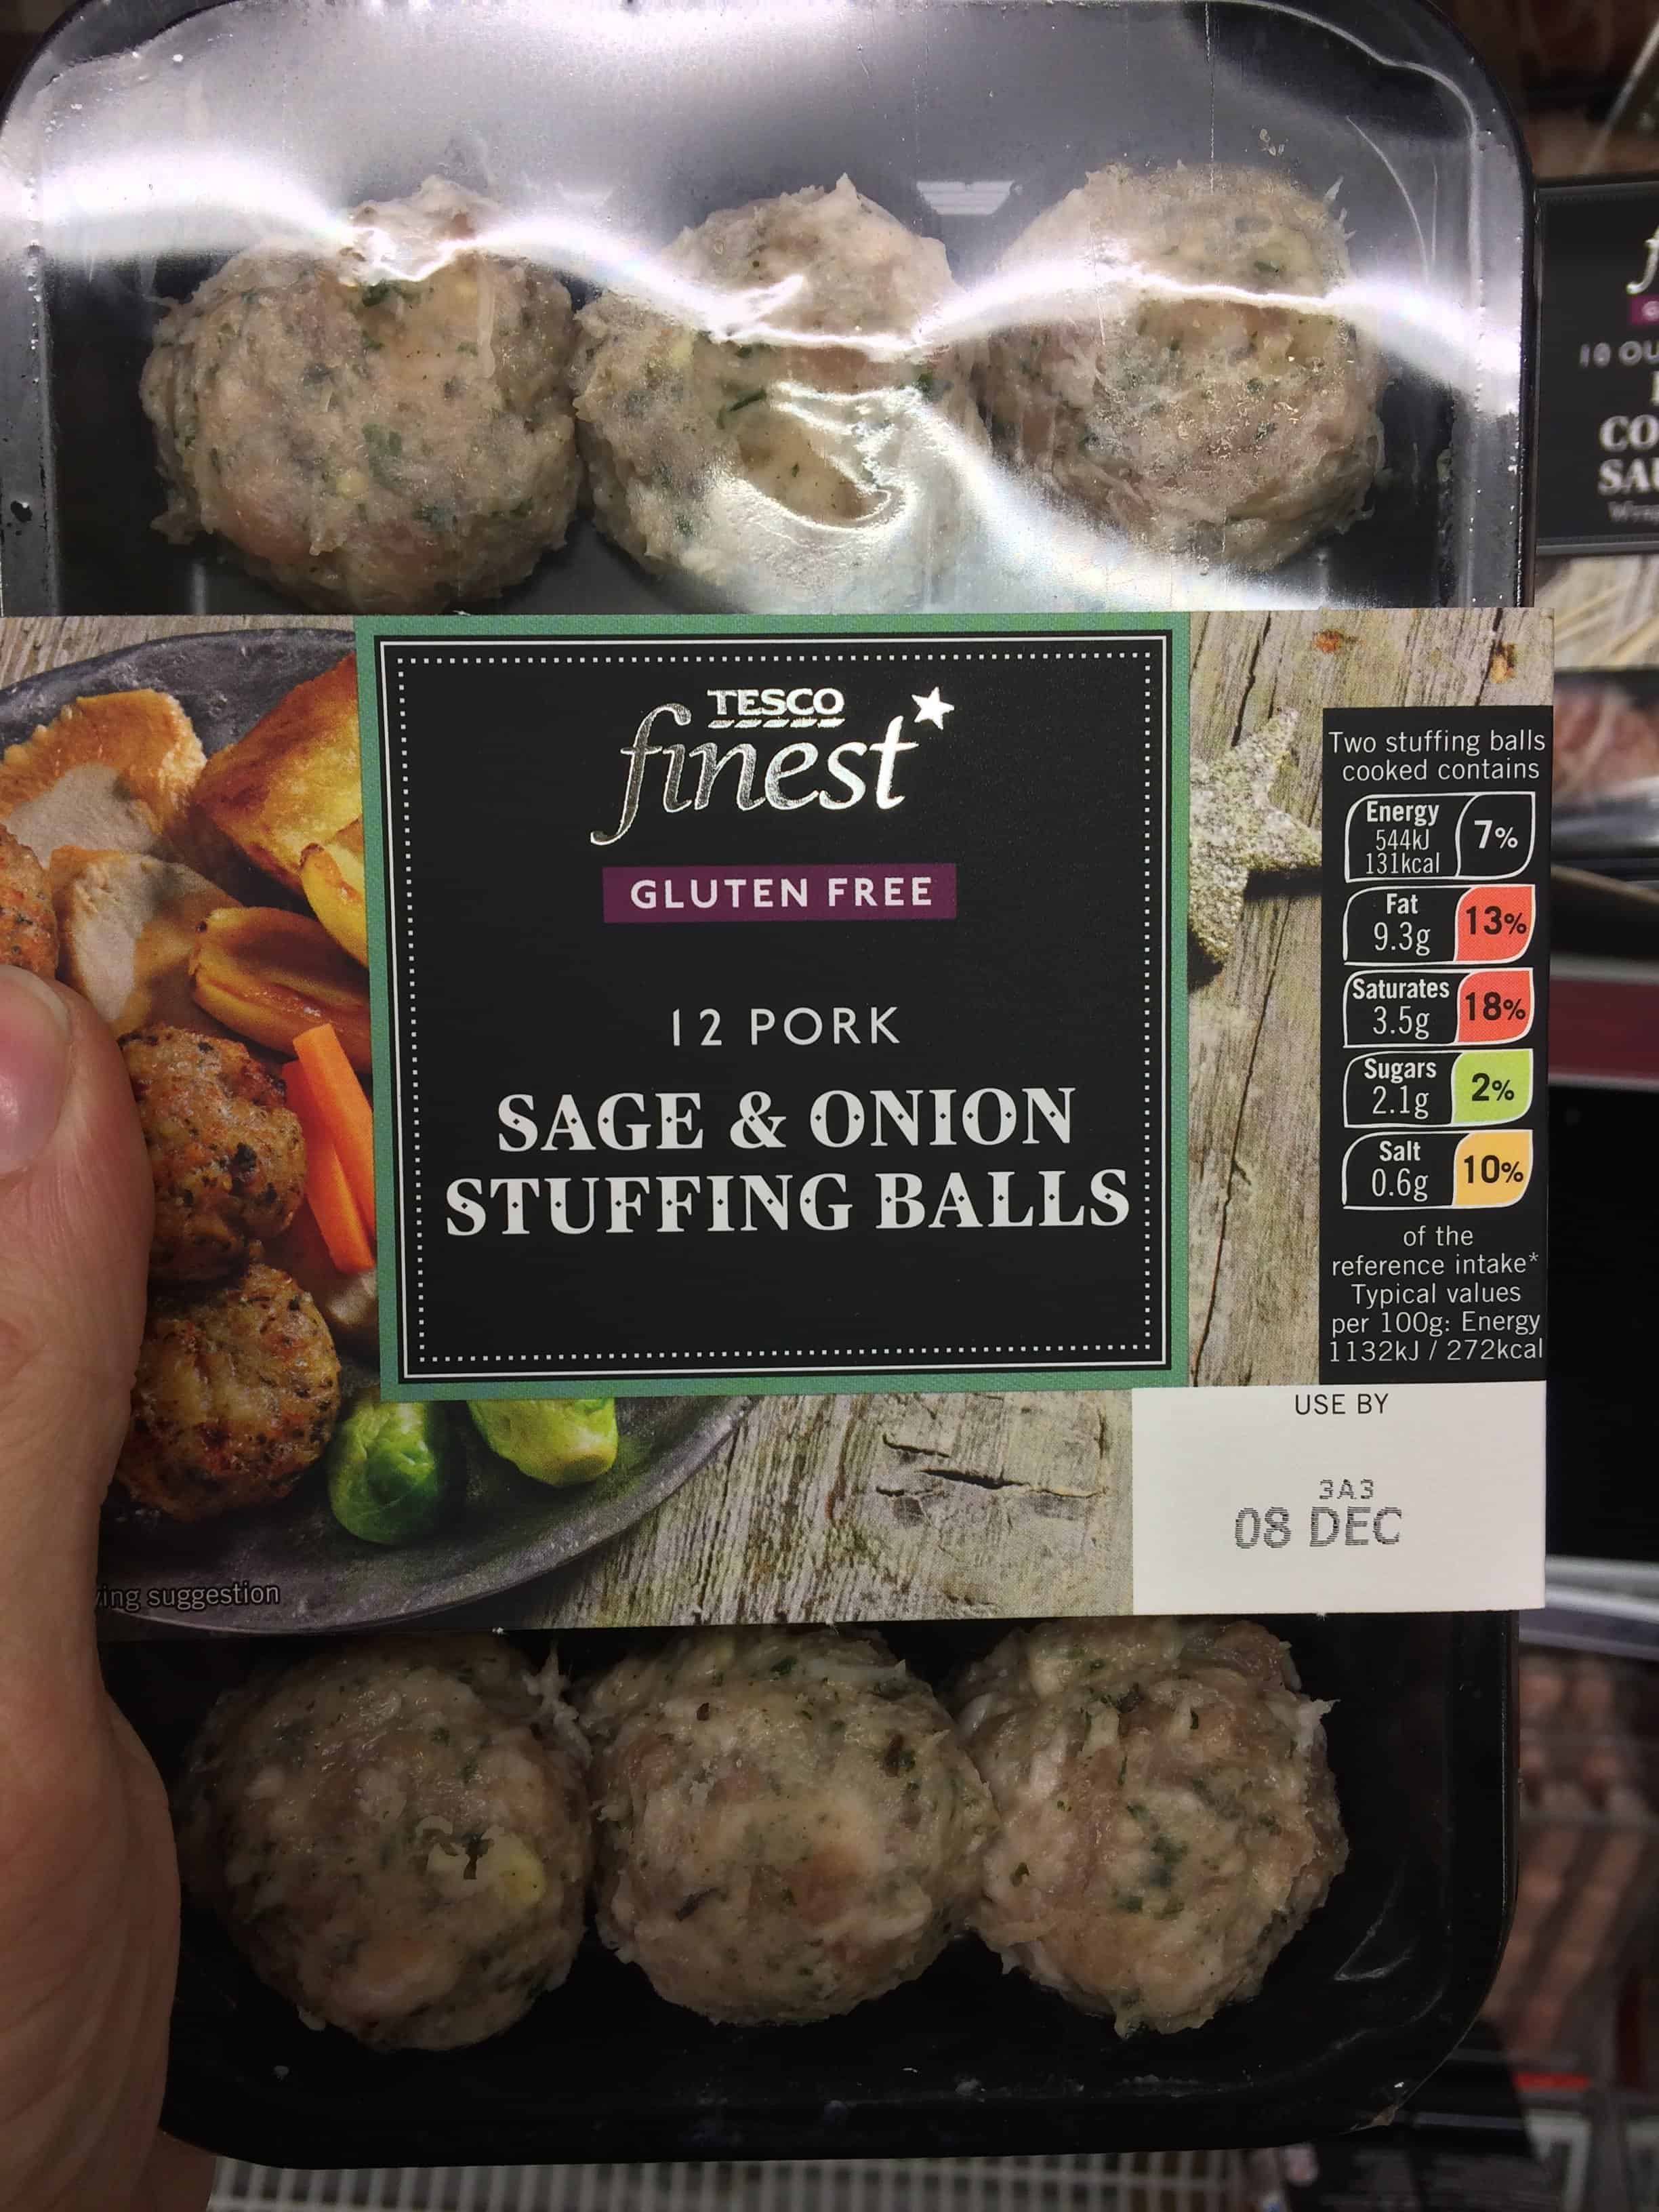 TESCO
finest
GLUTEN FREE
12 PORK
SAGE & ONION
STUFFING BALLS
Two stuffing balls
cooked contains
Energy
544kJ
131kcal
7%
Fat
9.3g
13%
Saturates
3.5g
18%
Sugars
2.1g
2%
Salt
0.6g
10%
of the
reference intake*
Typical values
per 100g: Energy
1132kJ / 272kcal
USE BY
3A3
08 DEC
suggestion
10